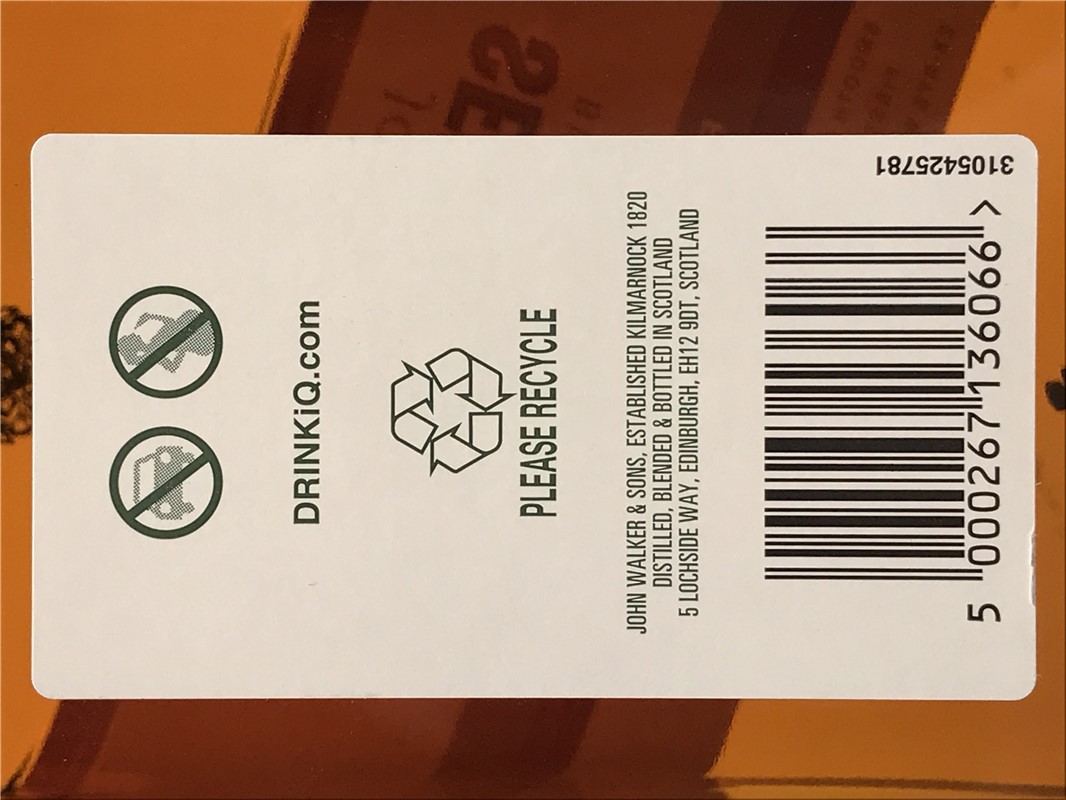 DRINKiQ.com
PLEASE RECYCLE
JOHN WALKER & SONS, ESTABLISHED KILMARNOCK 1820
DISTILLED, BLENDED & BOTTLED IN SCOTLAND
5 LOCHSIDE WAY, EDINBURGH, EH12 9DT, SCOTLAND
5 000267 136066 >
3105425781